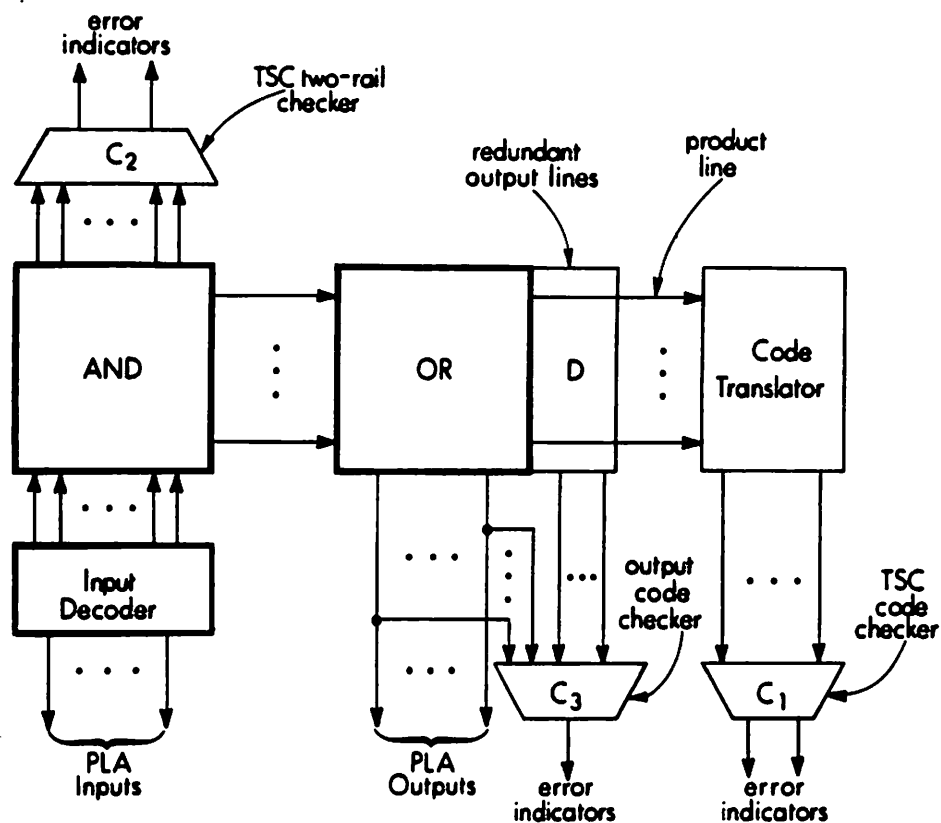 error
indicators
TSC two-rail
checker
C2
redundant
output lines
product
line
AND
OR
D
Code
Translator
Input
Decoder
output
code
checker
TSC
code
checker
C3
C1
PLA
Inputs
PLA
Outputs
error
indicators
error
indicators